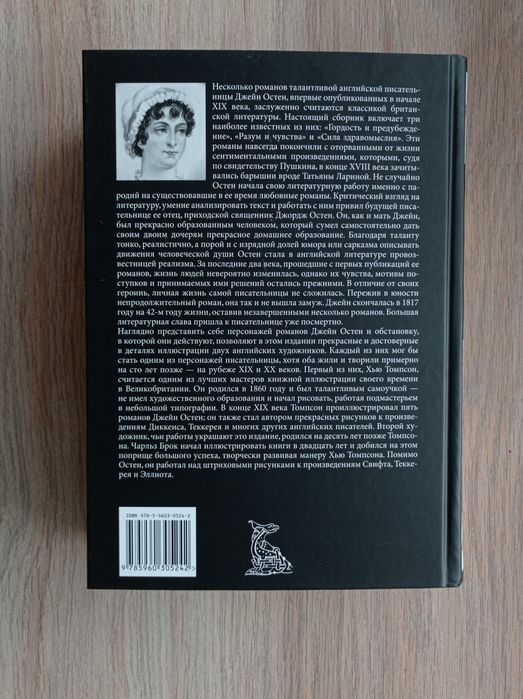 Несколько романов талантливой английской писатель-
ницы Джейн Остен, впервые опубликованных в начале
XIX века, заслуженно считаются классикой британ-
ской литературы. Настоящий сборник включает три
наиболее известных из них: «Гордость и предубежде-
ние», «Разум и чувства» и «Сила здравомыслия». Эти
романы навсегда покончили с оторванными от жизни
сентиментальными произведениями, которыми, судя
по свидетельству Пушкина, в конце XVIII века зачиты-
вались барышни вроде Татьяны Лариной. Не случайно
Остен начала свою литературную работу именно с па-
родий на существовавшие в ее время любовные романы. Критический взгляд на
литературу, умение анализировать текст и работать с ним привил будущей писа-
тельнице ее отец, приходской священник Джордж Остен. Он, как и мать Джейн,
был прекрасно образованным человеком, который сумел самостоятельно дать
своим двоим дочерям прекрасное домашнее образование. Благодаря таланту
тонко, реалистично, а порой и с изрядной долей юмора или сарказма описывать
движения человеческой души Остен стала в английской литературе провоз-
вестницей реализма. За последние два века, прошедшие с первых публикаций ее
романов, жизнь людей невероятно изменилась, однако их чувства, мотивы по-
ступков и принимаемых ими решений остались прежними. В отличие от своих
героинь, личная жизнь самой писательницы не сложилась. Пережив в юности
непродолжительный роман, она так и не вышла замуж. Джейн скончалась в 1817
году на 42-м году жизни, оставив незавершенными несколько романов. Большая
литературная слава пришла к писательнице уже посмертно.
Наглядно представить себе персонажей романов Джейн Остен и обстановку,
в которой они действуют, позволяют в этом издании прекрасные и достоверные
в деталях иллюстрации двух английских художников. Каждый из них мог бы
стать одним из персонажей писательницы, хотя оба жили и творили примерно
на сто лет позже — на рубеже XIX и XX веков. Первый из них, Хью Томпсон,
считается одним из лучших мастеров книжной иллюстрации своего времени
в Великобритании. Он родился в 1860 году и был талантливым самоучкой —
не имел художественного образования и начал рисовать, работая подмастерьем
в небольшой типографии. В конце XIX века Томпсон проиллюстрировал пять
романов Джейн Остен; он также стал автором прекрасных рисунков к произве-
дениям Диккенса, Теккерея и многих других английских писателей. Второй ху-
дожник, чьи работы украшают это издание, родился на десять лет позже Томпсо-
на. Чарльз Брок начал иллюстрировать книги в двадцать лет и добился на этом
поприще большого успеха, творчески развивая манеру Хью Томпсона. Помимо
Остен, он работал над штриховыми рисунками к произведениям Свифта, Текке-
рея и Эллиота.
ISBN 978-5-9603-0524-2
9 785960 305242